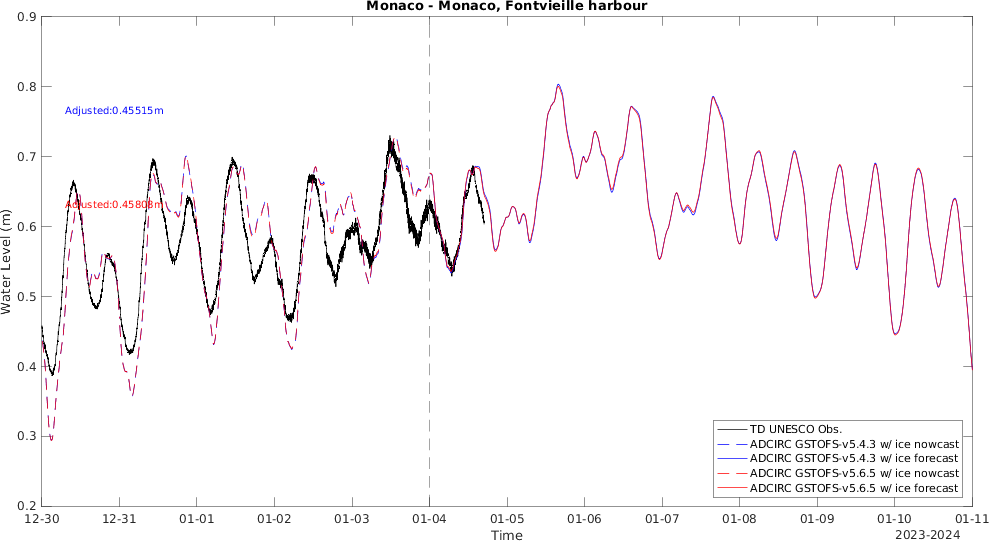 Monaco - Monaco, Fontvieille harbour
0.9
0.8
0.7
0.6
0.5
0.4
0.3
0.2
Water Level (m)
Adjusted:0.45515m
Adjusted:0.45808m
TD UNESCO Obs.
ADCIRC GSTOFS-v5.4.3 w/ ice nowcast
ADCIRC GSTOFS-v5.4.3 w/ ice forecast
ADCIRC GSTOFS-v5.6.5 w/ ice nowcast
ADCIRC GSTOFS-v5.6.5 w/ ice forecast
12-30 12-31 01-01 01-02 01-03 01-04 01-05 01-06 01-07 01-08 01-09 01-10 01-11
Time
2023-2024